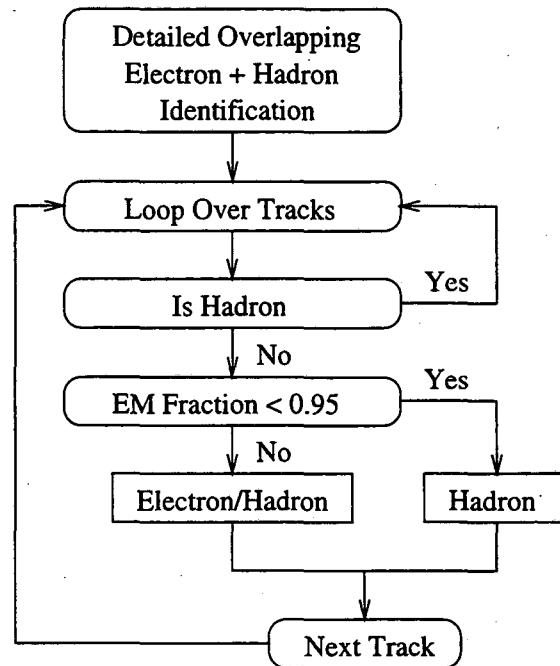 Detailed Overlapping
Electron + Hadron
Identification
Loop Over Tracks
Is Hadron
Yes
No
EM Fraction < 0.95
Yes
No
Electron/Hadron
Hadron
Next Track